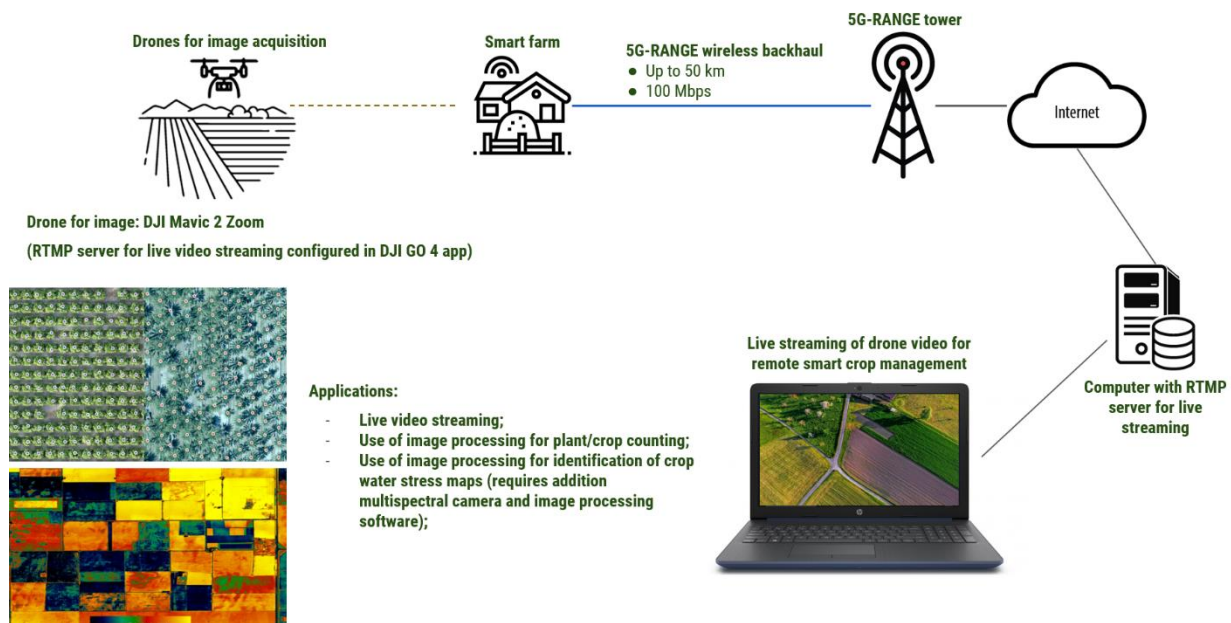 Drones for image acquisition
Smart farm
5G-RANGE wireless backhaul
● Up to 50 km
● 100 Mbps
5G-RANGE tower
Internet
Drone for image: DJI Mavic 2 Zoom
(RTMP server for live video streaming configured in DJI GO 4 app)
Applications:
- Live video streaming;
- Use of image processing for plant/crop counting;
- Use of image processing for identification of crop
water stress maps (requires addition
multispectral camera and image processing
software);
Live streaming of drone video for
remote smart crop management
hp
Computer with RTMP
server for live
streaming